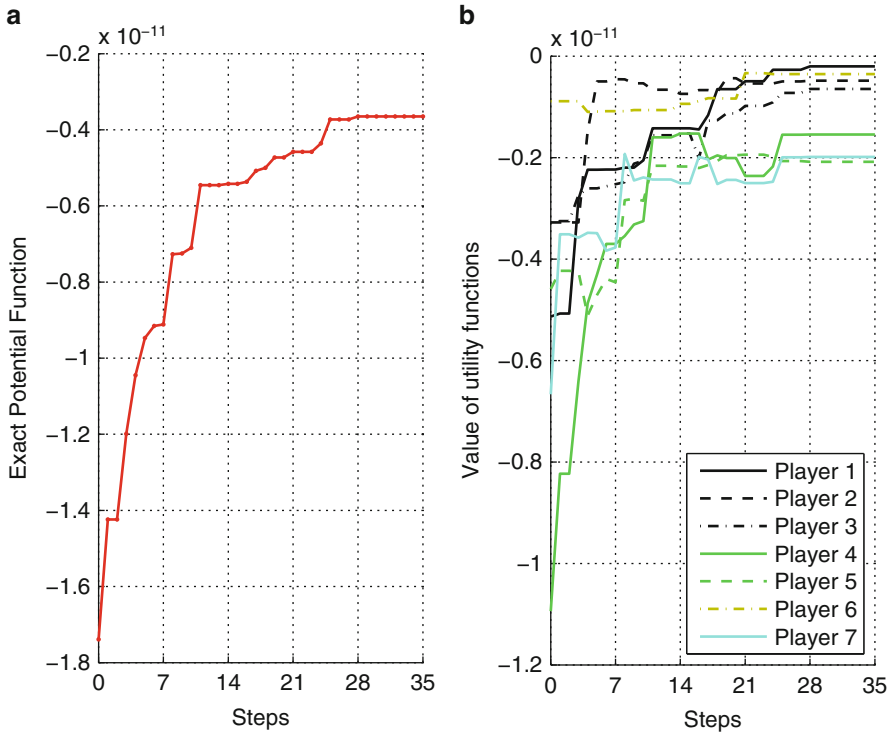 a
x 10⁻¹¹
−0.2
−0.4
−0.6
−0.8
−1
−1.2
−1.4
−1.6
−1.8
Exact Potential Function
0 7 14 21 28 35
Steps
b
x 10⁻¹¹
0
−0.2
−0.4
−0.6
−0.8
−1
−1.2
Value of utility functions
Player 1
Player 2
Player 3
Player 4
Player 5
Player 6
Player 7
0 7 14 21 28 35
Steps